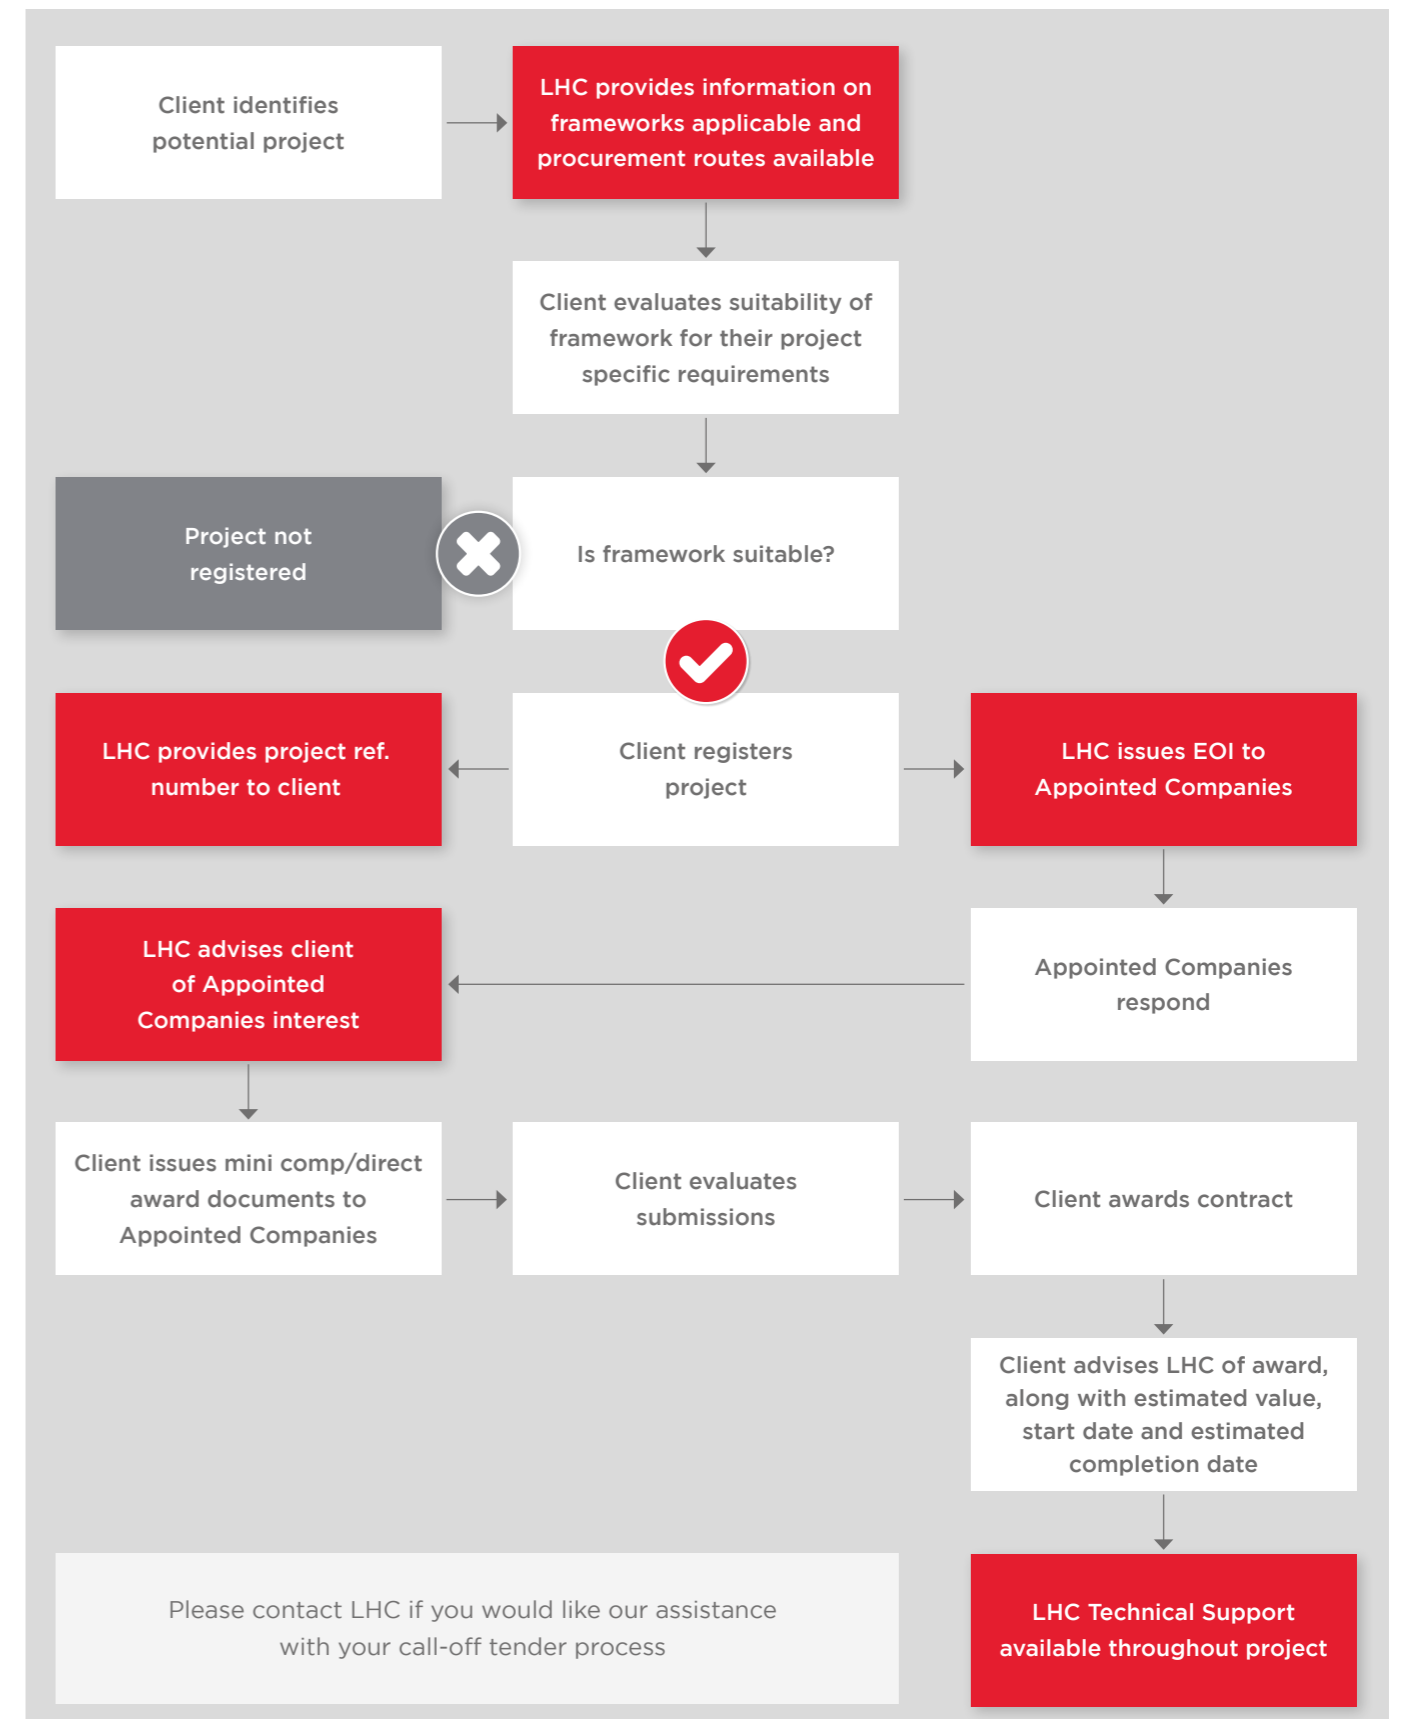 Client identifies
potential project
LHC provides information on
frameworks applicable and
procurement routes available
Client evaluates suitability of
framework for their project
specific requirements
Project not
registered
Is framework suitable?
LHC provides project ref.
number to client
Client registers
project
LHC issues EOI to
Appointed Companies
LHC advises client
of Appointed
Companies interest
Appointed Companies
respond
Client issues mini comp/direct
award documents to
Appointed Companies
Client evaluates
submissions
Client awards contract
Client advises LHC of award,
along with estimated value,
start date and estimated
completion date
Please contact LHC if you would like our assistance
with your call-off tender process
LHC Technical Support
available throughout project